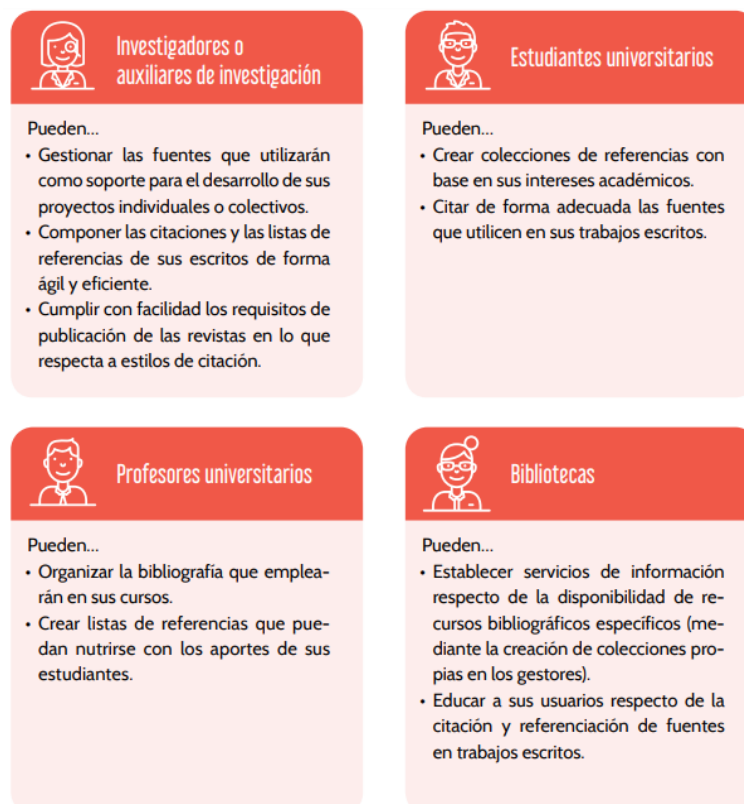 Investigadores o
auxiliares de investigación
Pueden...
• Gestionar las fuentes que utilizarán
como soporte para el desarrollo de sus
proyectos individuales o colectivos.
• Componer las citaciones y las listas de
referencias de sus escritos de forma
ágil y eficiente.
• Cumplir con facilidad los requisitos de
publicación de las revistas en lo que
respecta a estilos de citación.
Estudiantes universitarios
Pueden...
• Crear colecciones de referencias con
base en sus intereses académicos.
• Citar de forma adecuada las fuentes
que utilicen en sus trabajos escritos.
Profesores universitarios
Pueden...
• Organizar la bibliografía que emplea-
rán en sus cursos.
• Crear listas de referencias que pue-
dan nutrirse con los aportes de sus
estudiantes.
Bibliotecas
Pueden...
• Establecer servicios de información
respecto de la disponibilidad de re-
cursos bibliográficos específicos (me-
diante la creación de colecciones pro-
pias en los gestores).
• Educar a sus usuarios respecto de la
citación y referenciación de fuentes
en trabajos escritos.